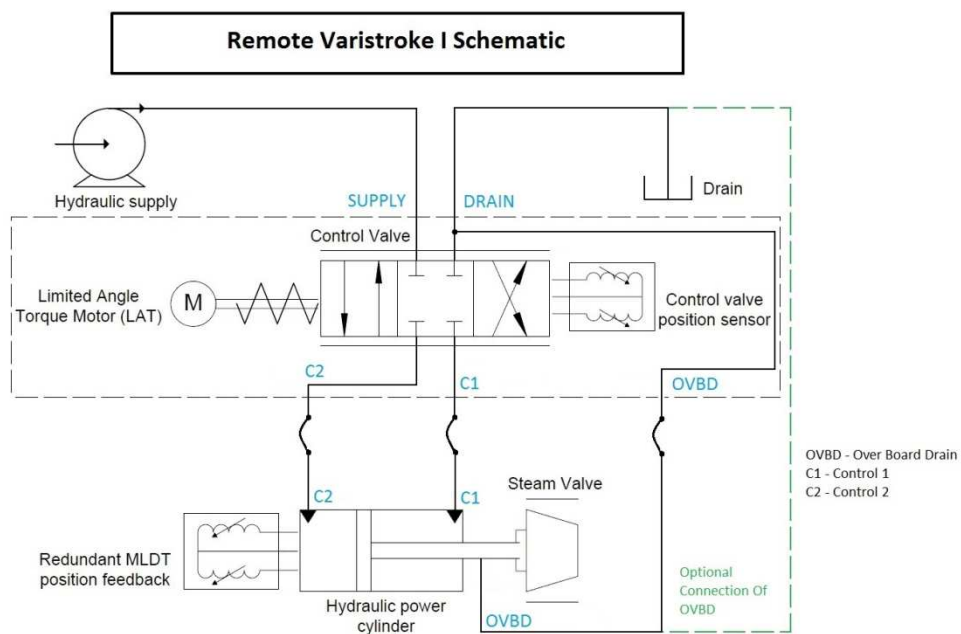 Remote Varistroke I Schematic
Hydraulic supply
SUPPLY
DRAIN
Drain
Control Valve
Limited Angle
Torque Motor (LAT)
M
Control valve
position sensor
C2
C1
OVBD
OVBD - Over Board Drain
C1 - Control 1
C2 - Control 2
C2
C1
Steam Valve
Redundant MLDT
position feedback
Hydraulic power
cylinder
OVBD
Optional
Connection Of
OVBD